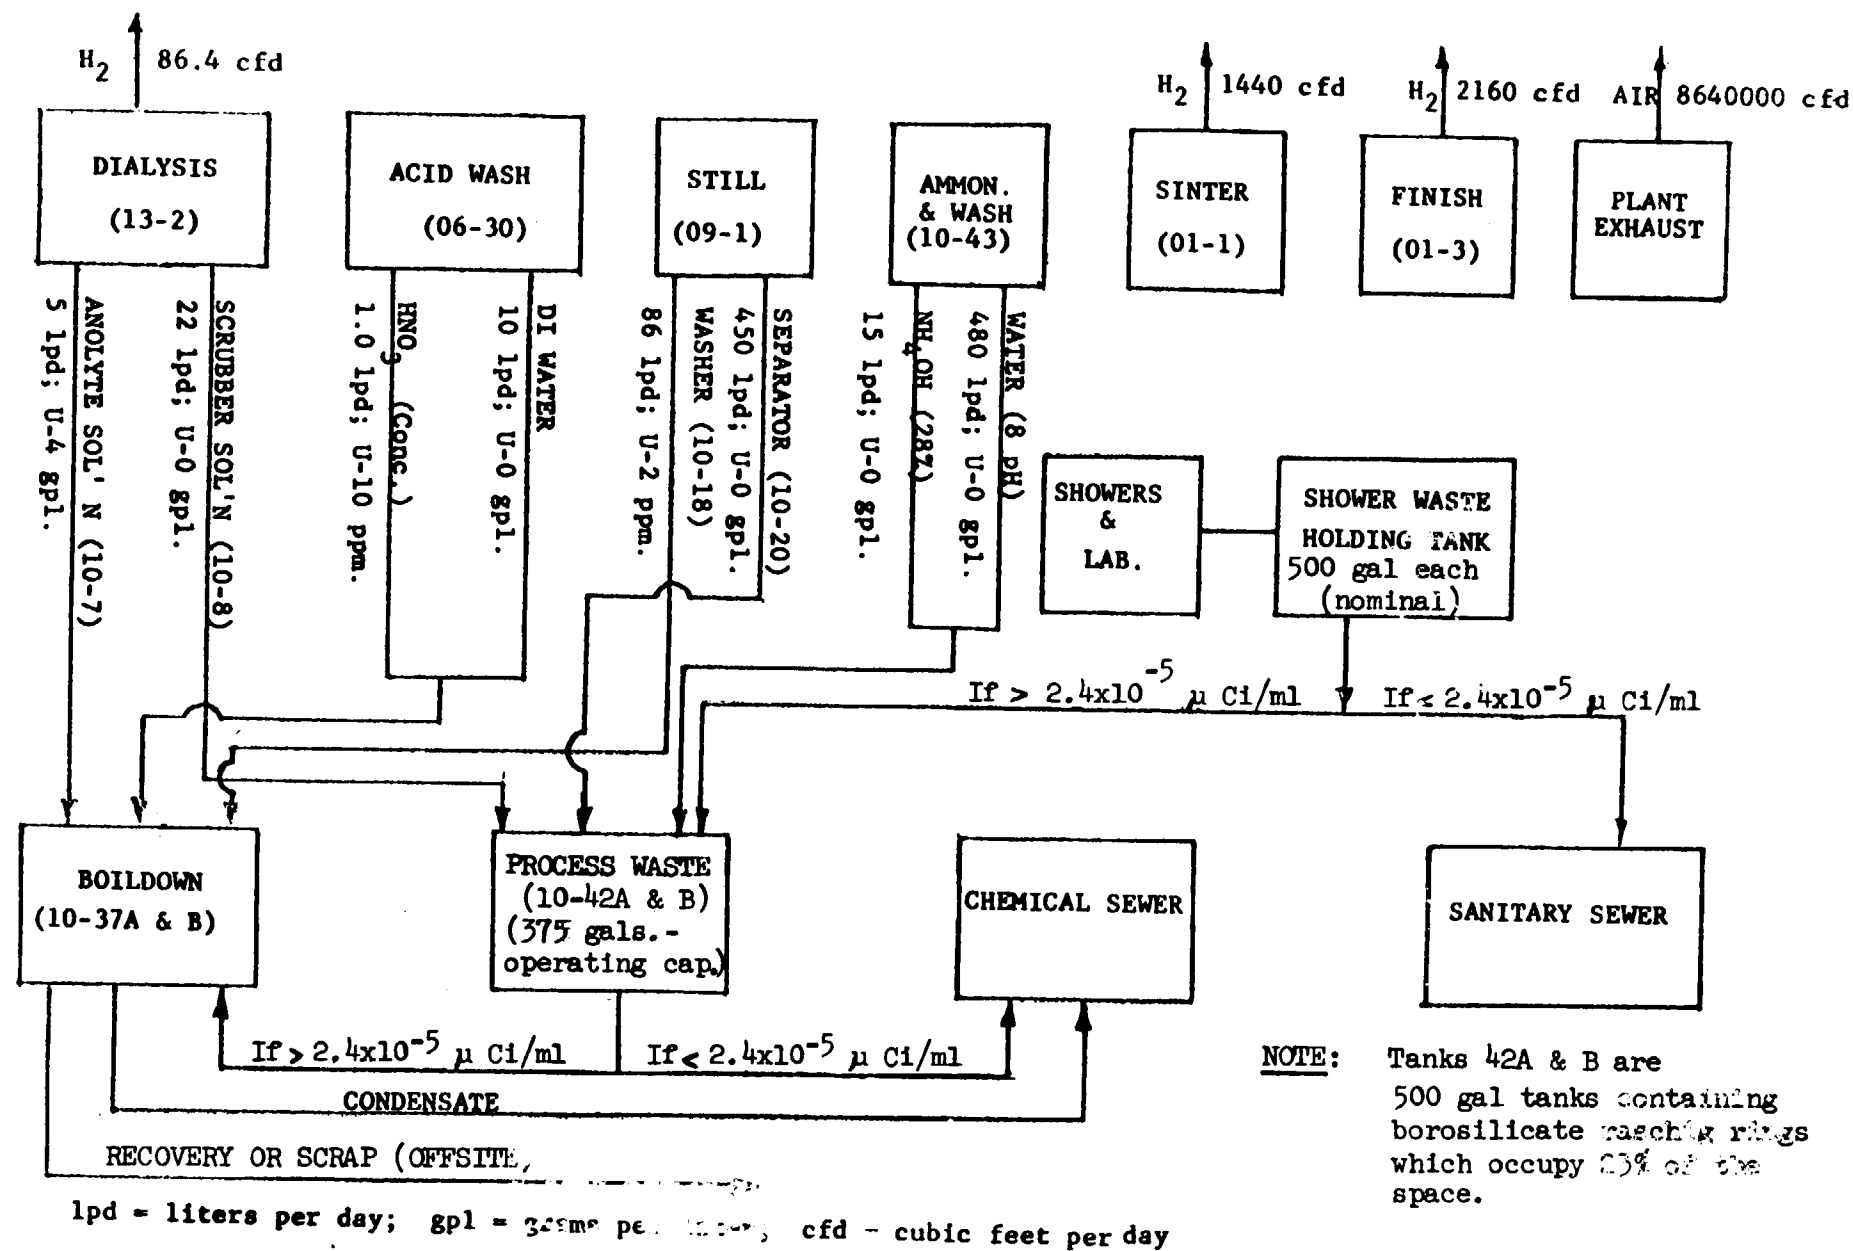 H2 86.4 cfd
H2 1440 cfd
H2 2160 cfd
AIR 8640000 cfd
DIALYSIS
(13-2)
ACID WASH
(06-30)
STILL
(09-1)
AMMON.
& WASH
(10-43)
SINTER
(01-1)
FINISH
(01-3)
PLANT
EXHAUST
ANOLYTE SOL'N (10-7)
5 lpd; U-4 gpl.
SCRUBBER SOL'N (10-8)
22 lpd; U-0 gpl.
HNO3 (Conc.)
1.0 lpd; U-10 ppm.
DI WATER
10 lpd; U-0 gpl.
WASHER (10-18)
86 lpd; U-2 ppm.
SEPARATOR (10-20)
450 lpd; U-0 gpl.
NH4OH (28%)
15 lpd; U-0 gpl.
WATER (8 pH)
480 lpd; U-0 gpl.
SHOWERS
&
LAB.
SHOWER WASTE
HOLDING TANK
500 gal each
(nominal)
If > 2.4x10-5 μ Ci/ml
If ≤ 2.4x10-5 μ Ci/ml
BOILDOWN
(10-37A & B)
PROCESS WASTE
(10-42A & B)
(375 gals.-
operating cap.)
CHEMICAL SEWER
SANITARY SEWER
If > 2.4x10-5 μ Ci/ml
If < 2.4x10-5 μ Ci/ml
CONDENSATE
RECOVERY OR SCRAP (OFFSITE,
NOTE: Tanks 42A & B are
500 gal tanks containing
borosilicate raschig rings
which occupy of the
space.
lpd = liters per day; gpl = grams per cfd - cubic feet per day